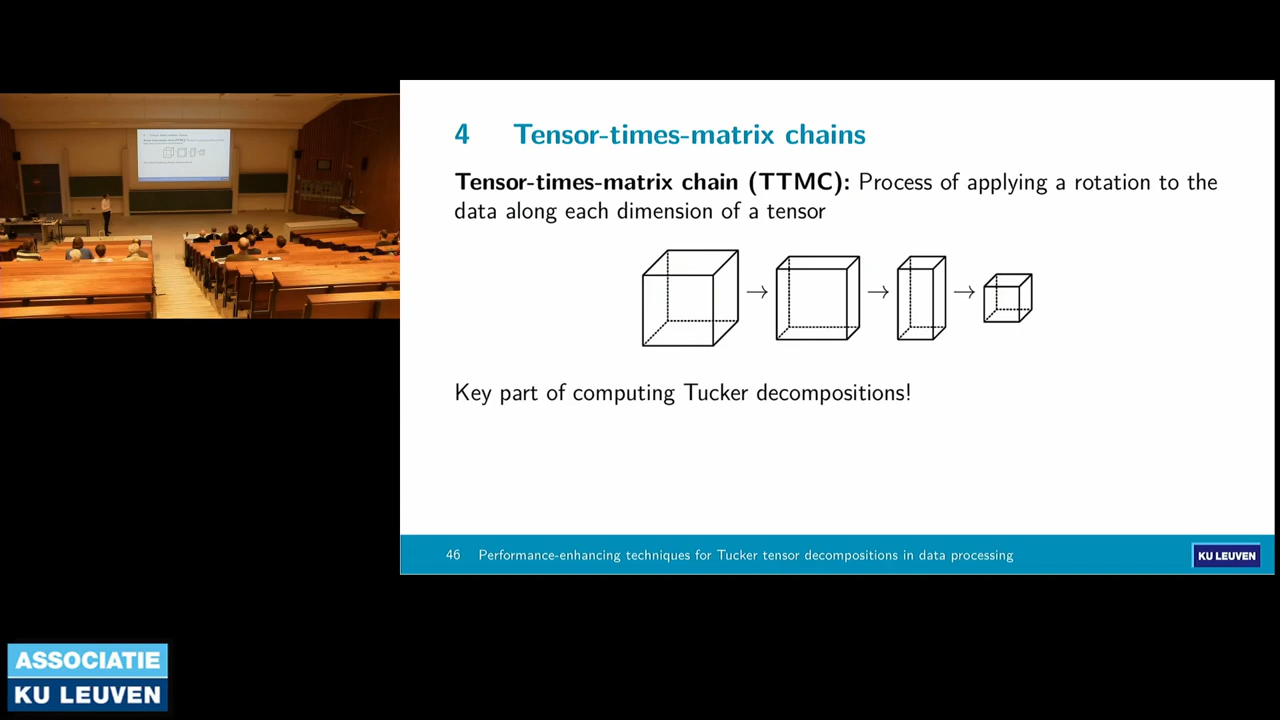 4 Tensor-times-matrix chains
Tensor-times-matrix chain (TTMC): Process of applying a rotation to the
data along each dimension of a tensor
→ → →
Key part of computing Tucker decompositions!
46 Performance-enhancing techniques for Tucker tensor decompositions in data processing
KU LEUVEN
ASSOCIATIE
KU LEUVEN